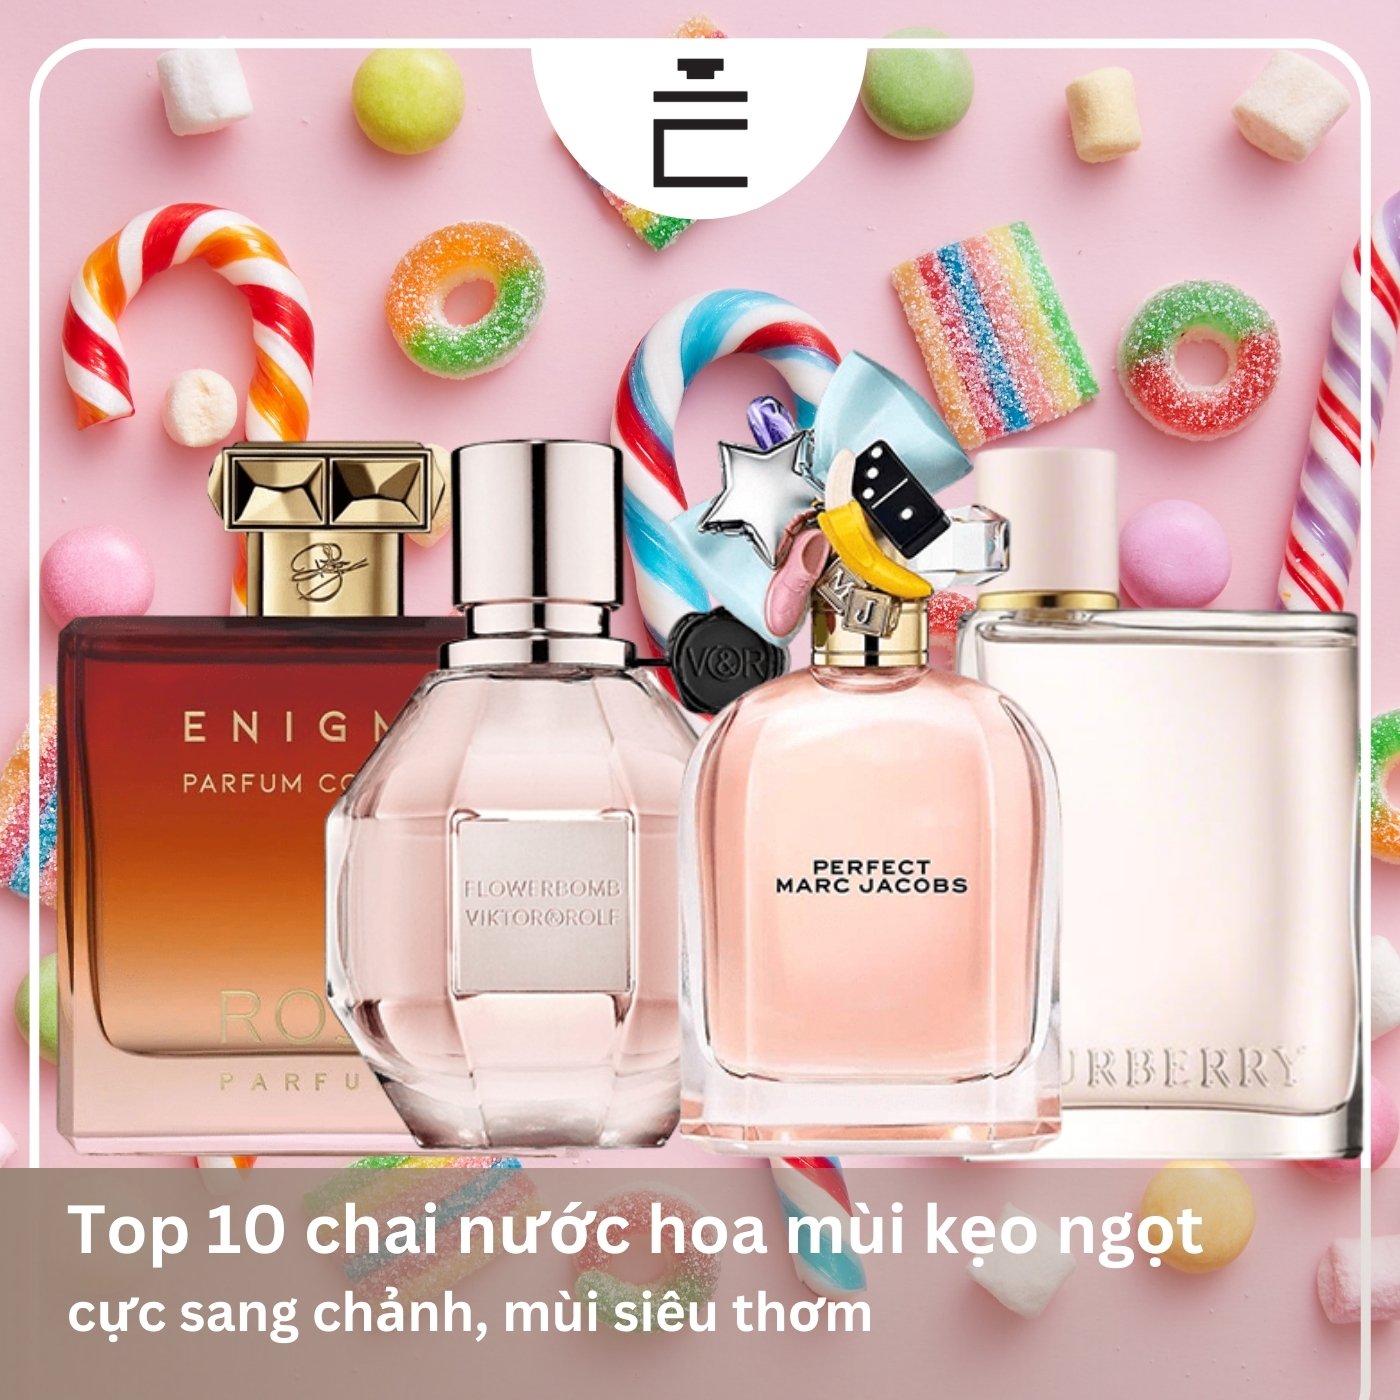 ENIGM
PARFUM CO
RO
PARFU
V&R
FLOWERBOMB
VIKTOR&ROLF
MJ
PERFECT
MARC JACOBS
URBERRY
Top 10 chai nước hoa mùi kẹo ngọt
cực sang chảnh, mùi siêu thơm